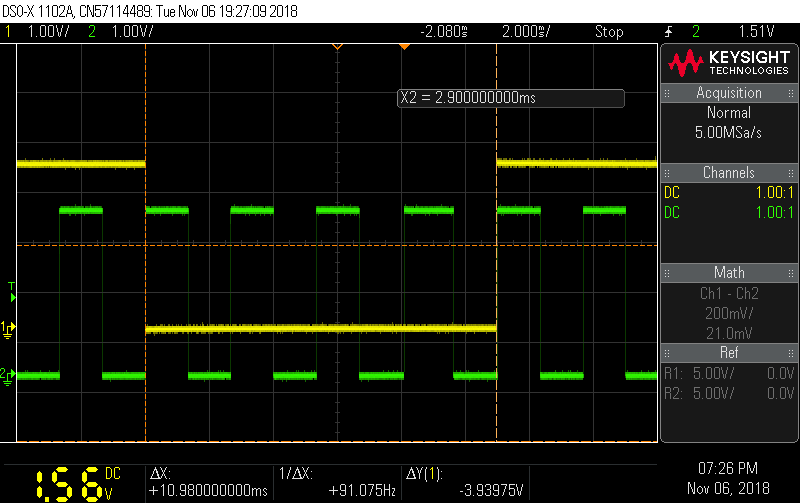 DSO-X 1102A, CN57114489: Tue Nov 06 19:27:09 2018
1 1.00V/ 2 1.00V/ -2.080ms 2.000ms/ Stop 2 1.51V
X2 = 2.900000000ms
KEYSIGHT
TECHNOLOGIES
Acquisition
Normal
5.00MSa/s
Channels
DC 1.00:1
DC 1.00:1
Math
Ch1 - Ch2
200mV/
21.0mV
Ref
R1: 5.00V/ 0.0V
R2: 5.00V/ 0.0V
T
1
2
1.56 DC V
ΔX:
+10.980000000ms
1/ΔX:
+91.075Hz
ΔY(1):
-3.93975V
07:26 PM
Nov 06, 2018